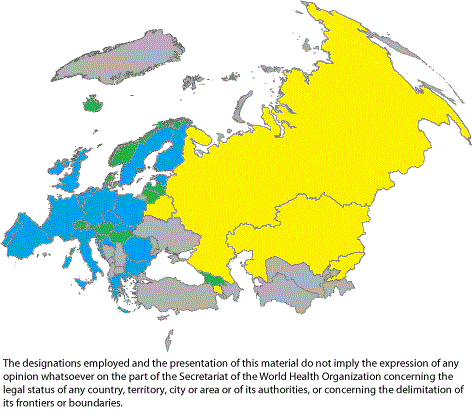 The designations employed and the presentation of this material do not imply the expression of any
opinion whatsoever on the part of the Secretariat of the World Health Organization concerning the
legal status of any country, territory, city or area or of its authorities, or concerning the delimitation of
its frontiers or boundaries.